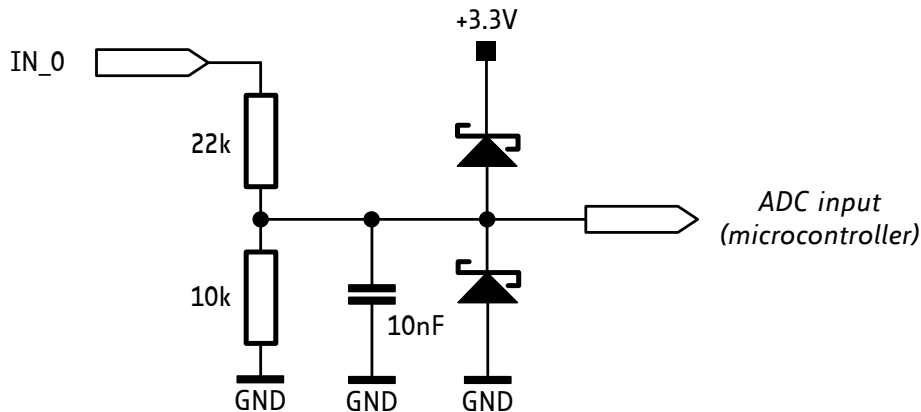 +3.3V
IN_0
22k
ADC input
(microcontroller)
10k
10nF
GND
GND
GND